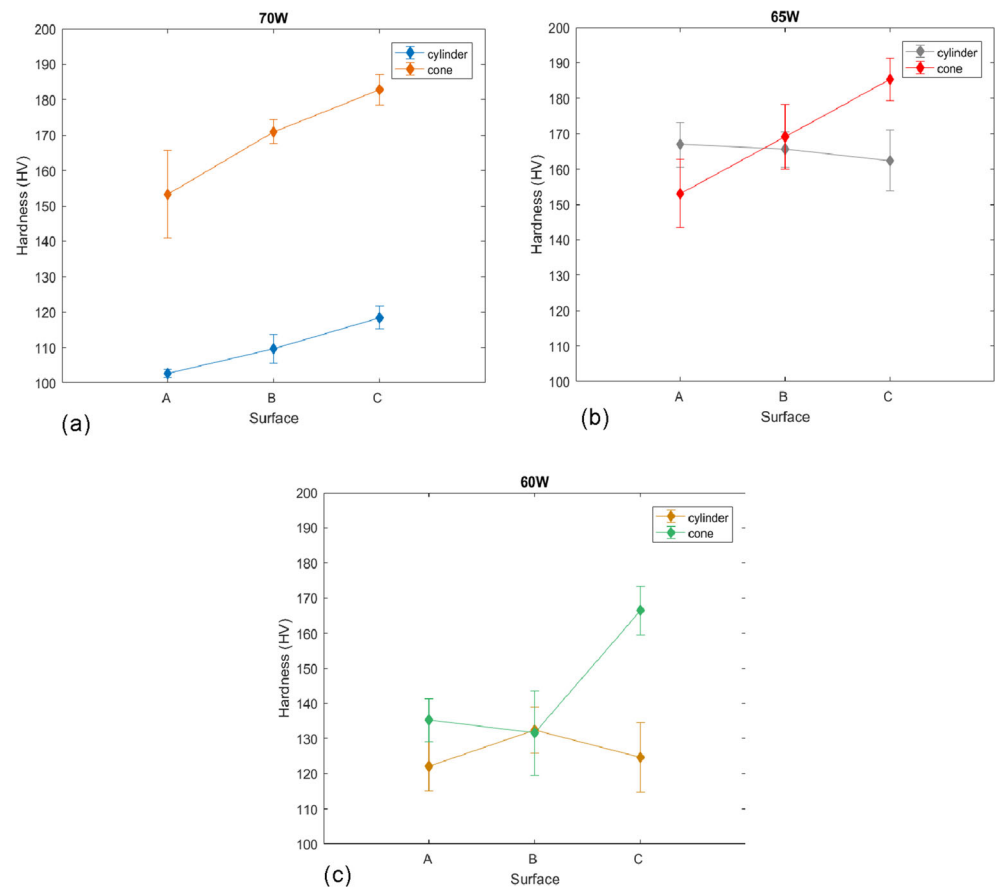 70W
200
190
180
170
160
150
140
130
120
110
100
Hardness (HV)
cylinder
cone
A B C
Surface
(a)
65W
200
190
180
170
160
150
140
130
120
110
100
Hardness (HV)
cylinder
cone
A B C
Surface
(b)
60W
200
190
180
170
160
150
140
130
120
110
100
Hardness (HV)
cylinder
cone
A B C
Surface
(c)